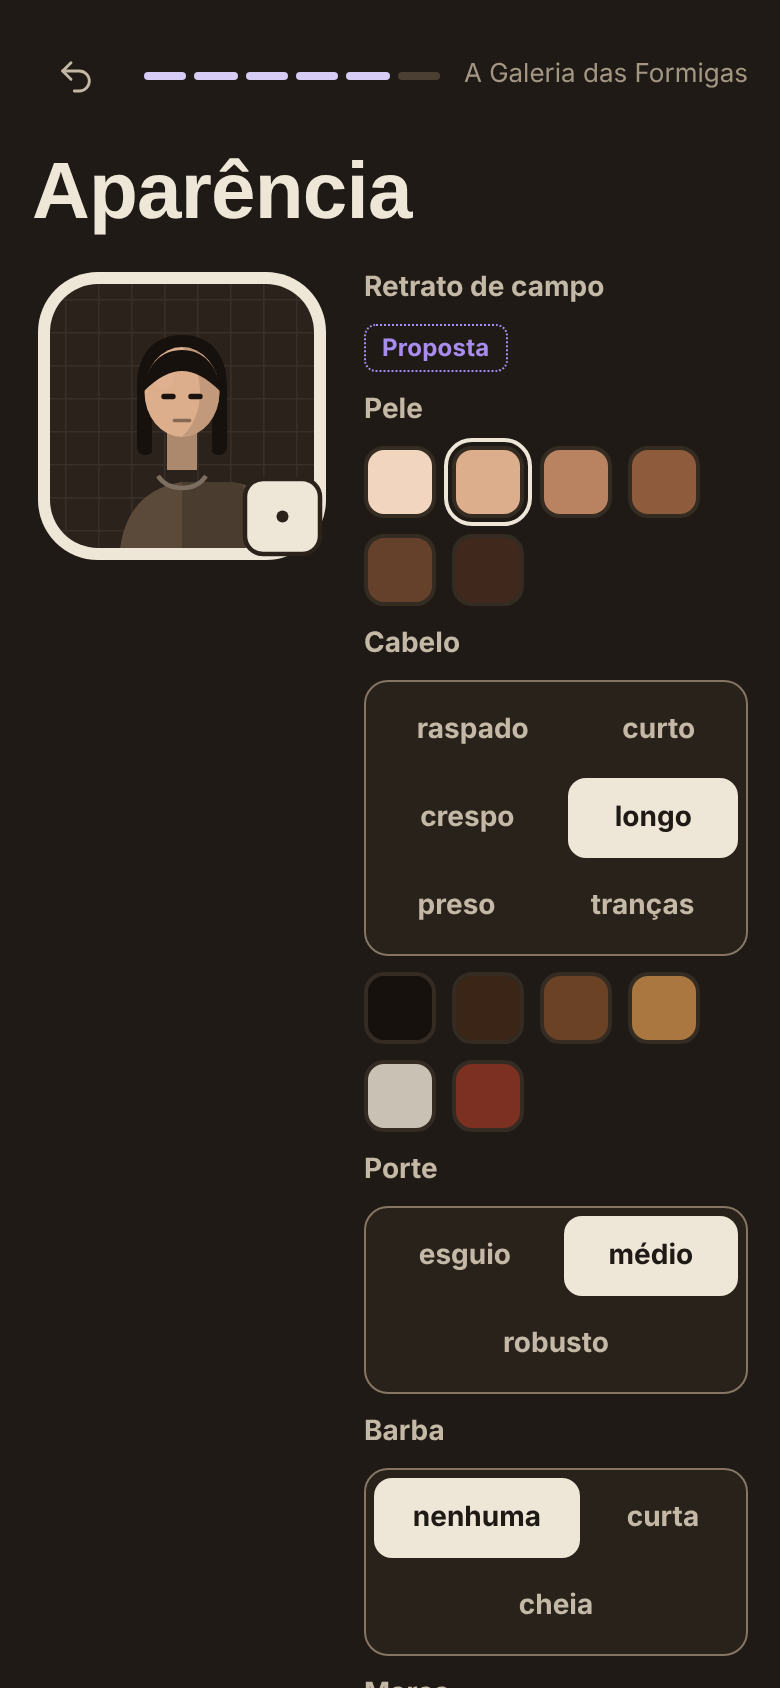 A Galeria das Formigas
Aparência
Retrato de campo
Proposta
Pele
Cabelo
raspado curto
crespo longo
preso tranças
Porte
esguio médio
robusto
Barba
nenhuma curta
cheia